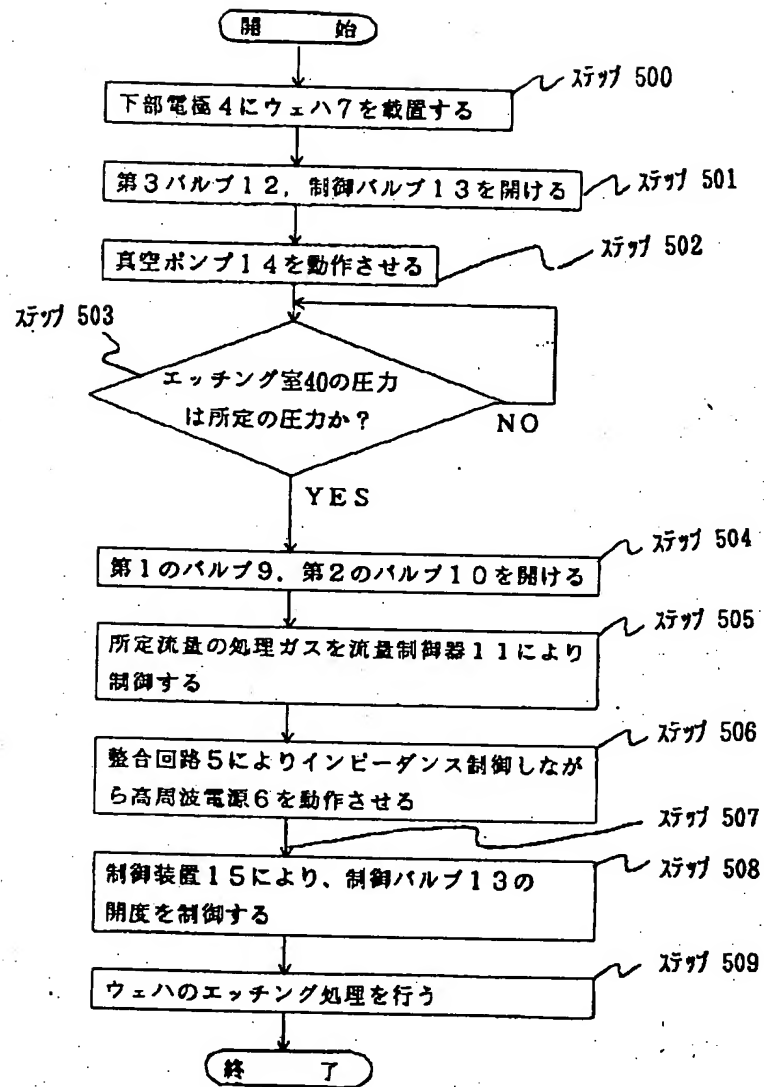 開 始
ステップ 500
下部電極4にウェハ7を載置する
ステップ 501
第3バルブ12, 制御バルブ13を開ける
ステップ 502
真空ポンプ14を動作させる
ステップ 503
エッチング室40の圧力
は所定の圧力か?
NO
YES
ステップ 504
第1のバルブ9, 第2のバルブ10を開ける
ステップ 505
所定流量の処理ガスを流量制御器11により
制御する
ステップ 506
整合回路5によりインピーダンス制御しなが
ら高周波電源6を動作させる
ステップ 507
ステップ 508
制御装置15により、制御バルブ13の
開度を制御する
ステップ 509
ウェハのエッチング処理を行う
終 了